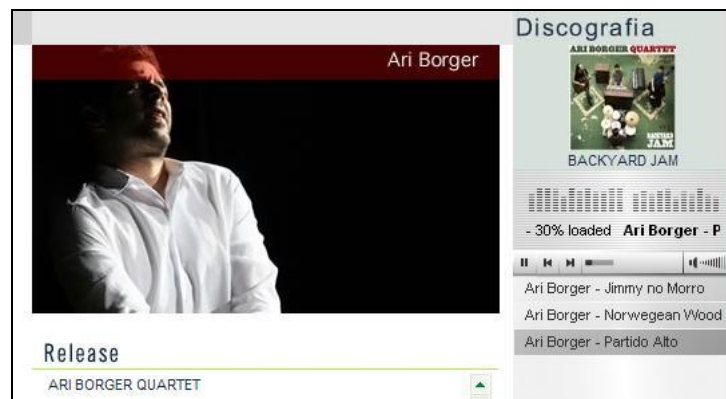 Ari Borger
Release
ARI BORGER QUARTET
Discografia
ARI BORGER QUARTET
BACKYARD
JAM
BACKYARD JAM
- 30% loaded Ari Borger - P
Ari Borger - Jimmy no Morro
Ari Borger - Norwegean Wood
Ari Borger - Partido Alto